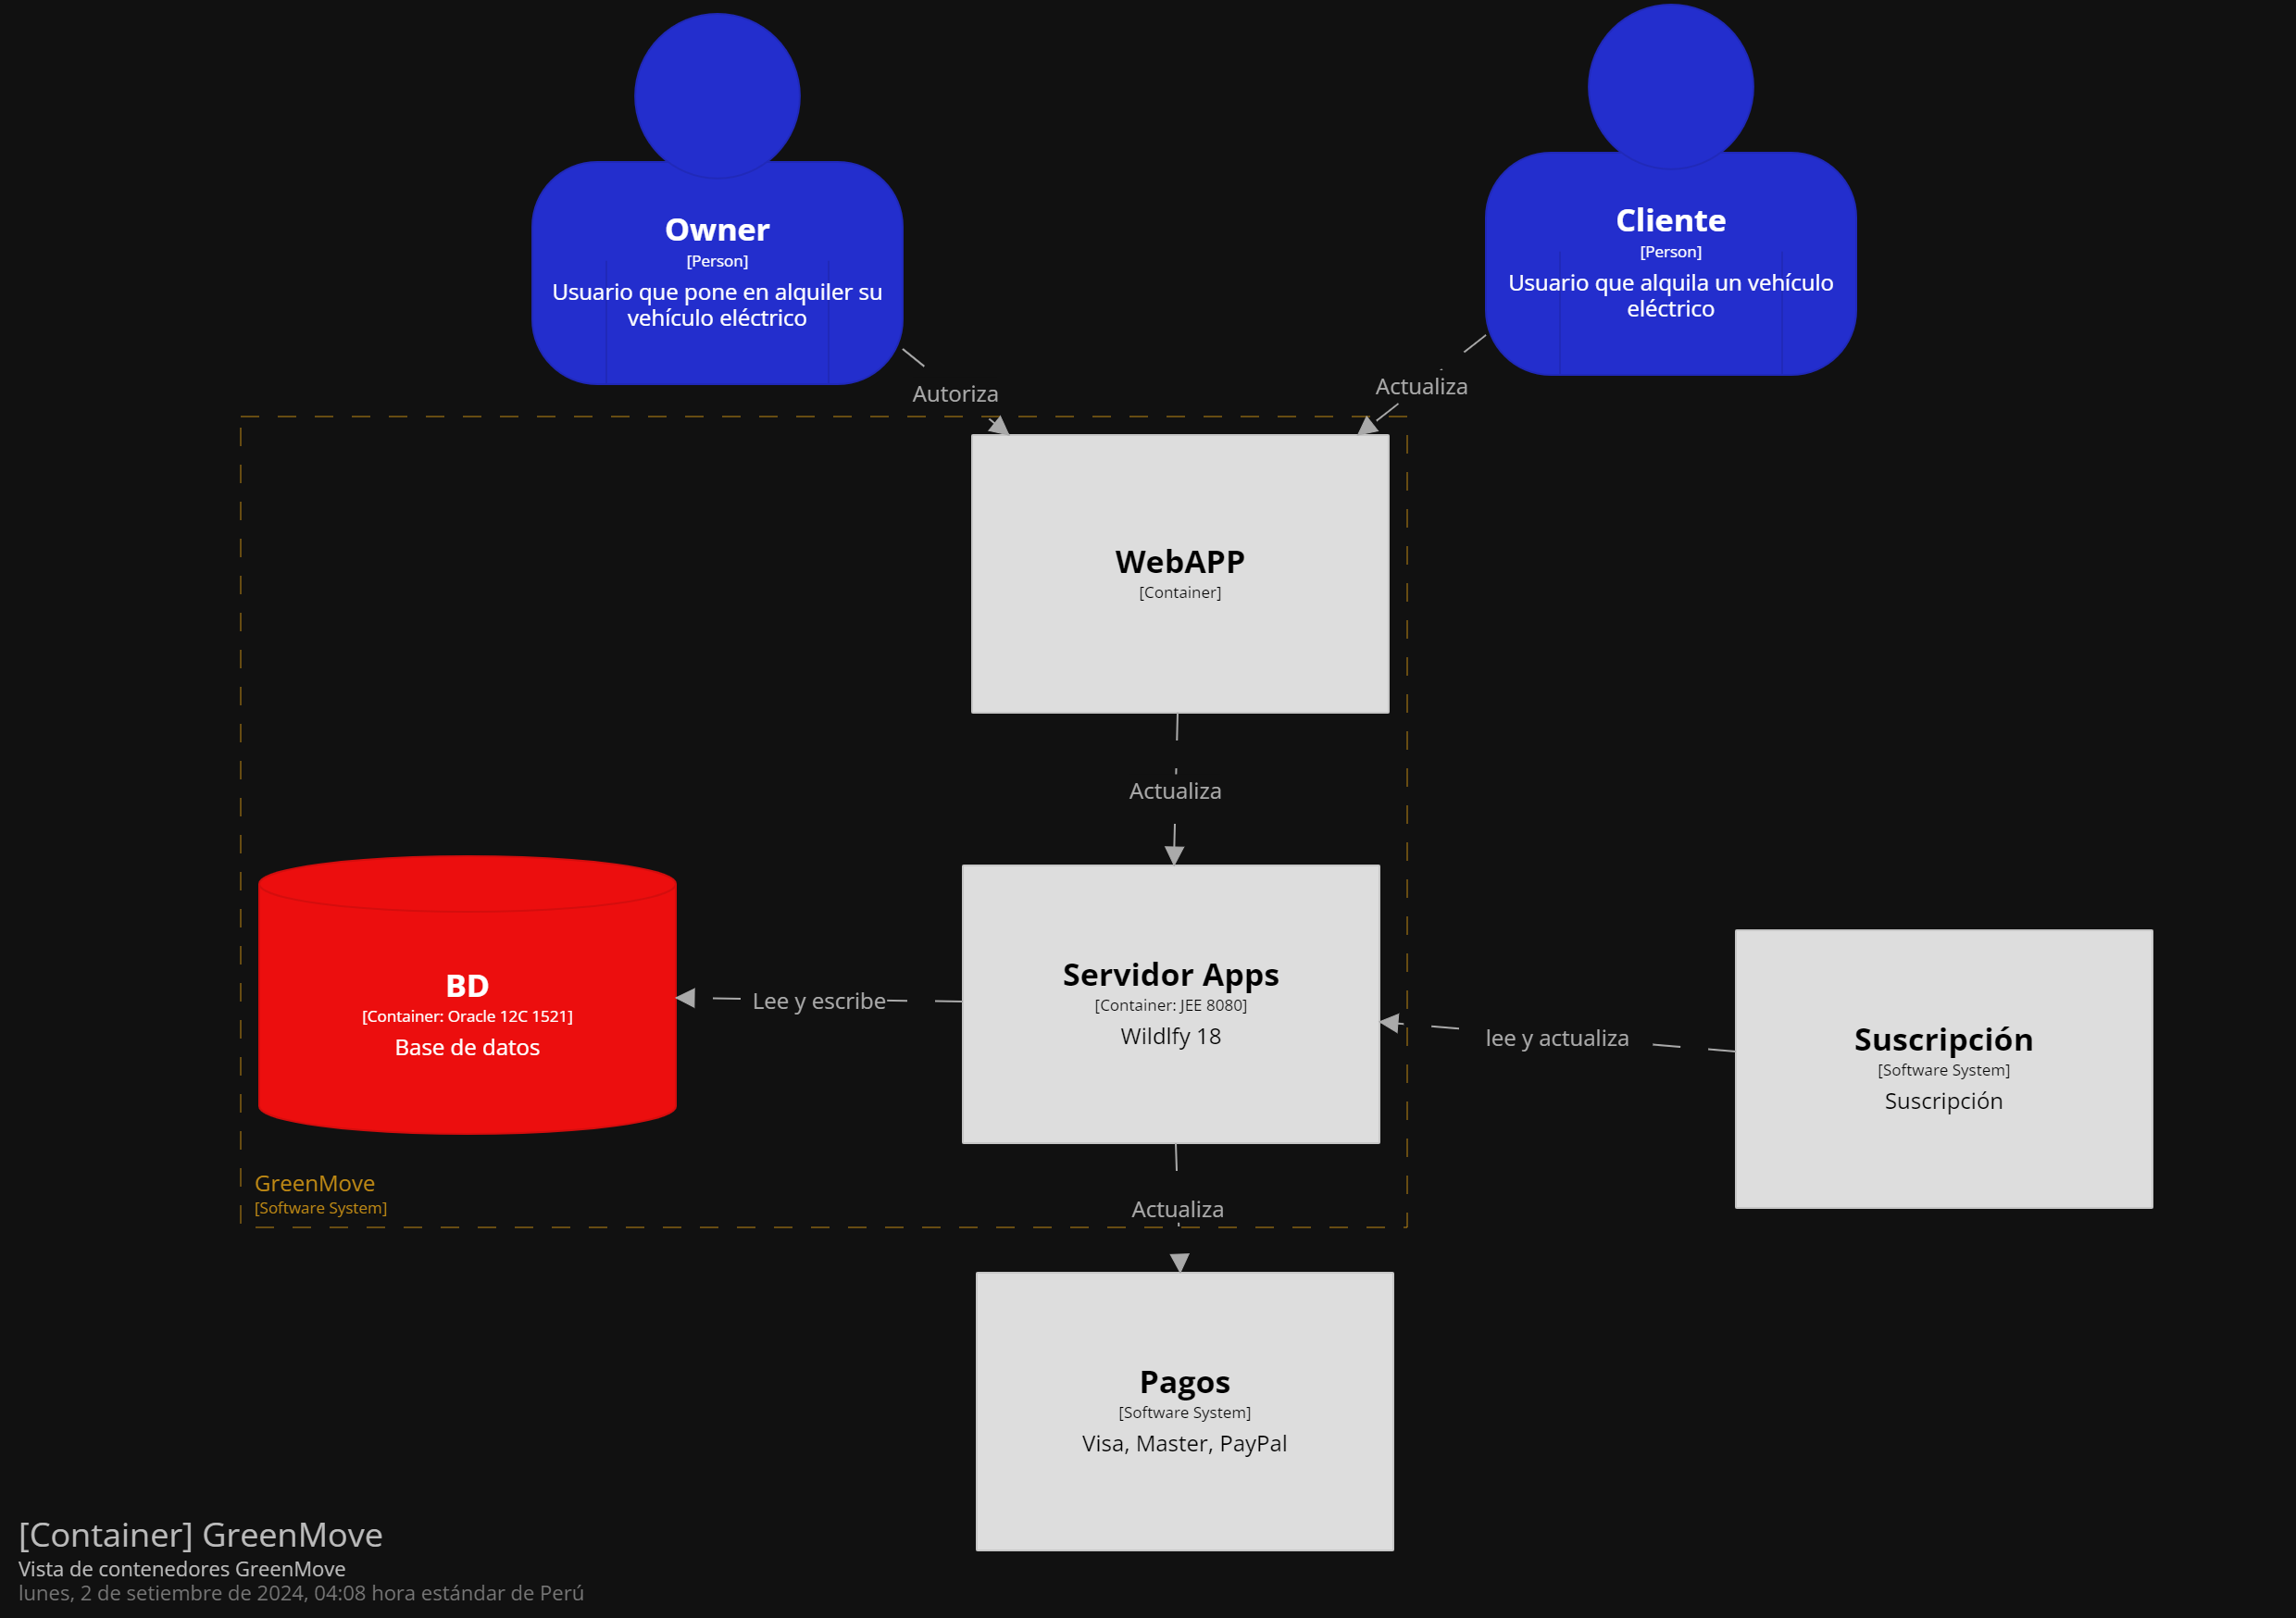 Owner
[Person]
Usuario que pone en alquiler su
vehículo eléctrico
Cliente
[Person]
Usuario que alquila un vehículo
eléctrico
Autoriza
Actualiza
WebAPP
[Container]
Actualiza
BD
[Container: Oracle 12C 1521]
Base de datos
Lee y escribe
Servidor Apps
[Container: JEE 8080]
Wildlfy 18
lee y actualiza
Suscripción
[Software System]
Suscripción
GreenMove
[Software System]
Actualiza
Pagos
[Software System]
Visa, Master, PayPal
[Container] GreenMove
Vista de contenedores GreenMove
lunes, 2 de setiembre de 2024, 04:08 hora estándar de Perú